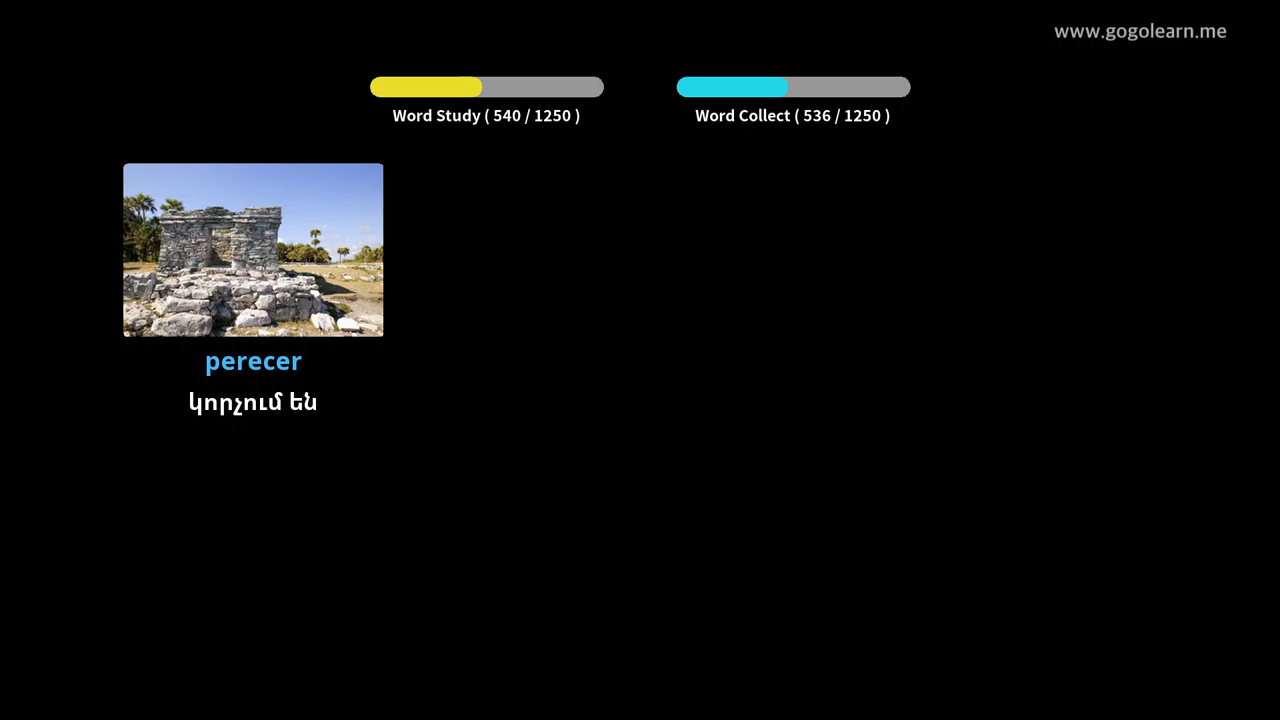 www.gogolearn.me
Word Study ( 540 / 1250 )
Word Collect ( 536 / 1250 )
perecer
կորչում են